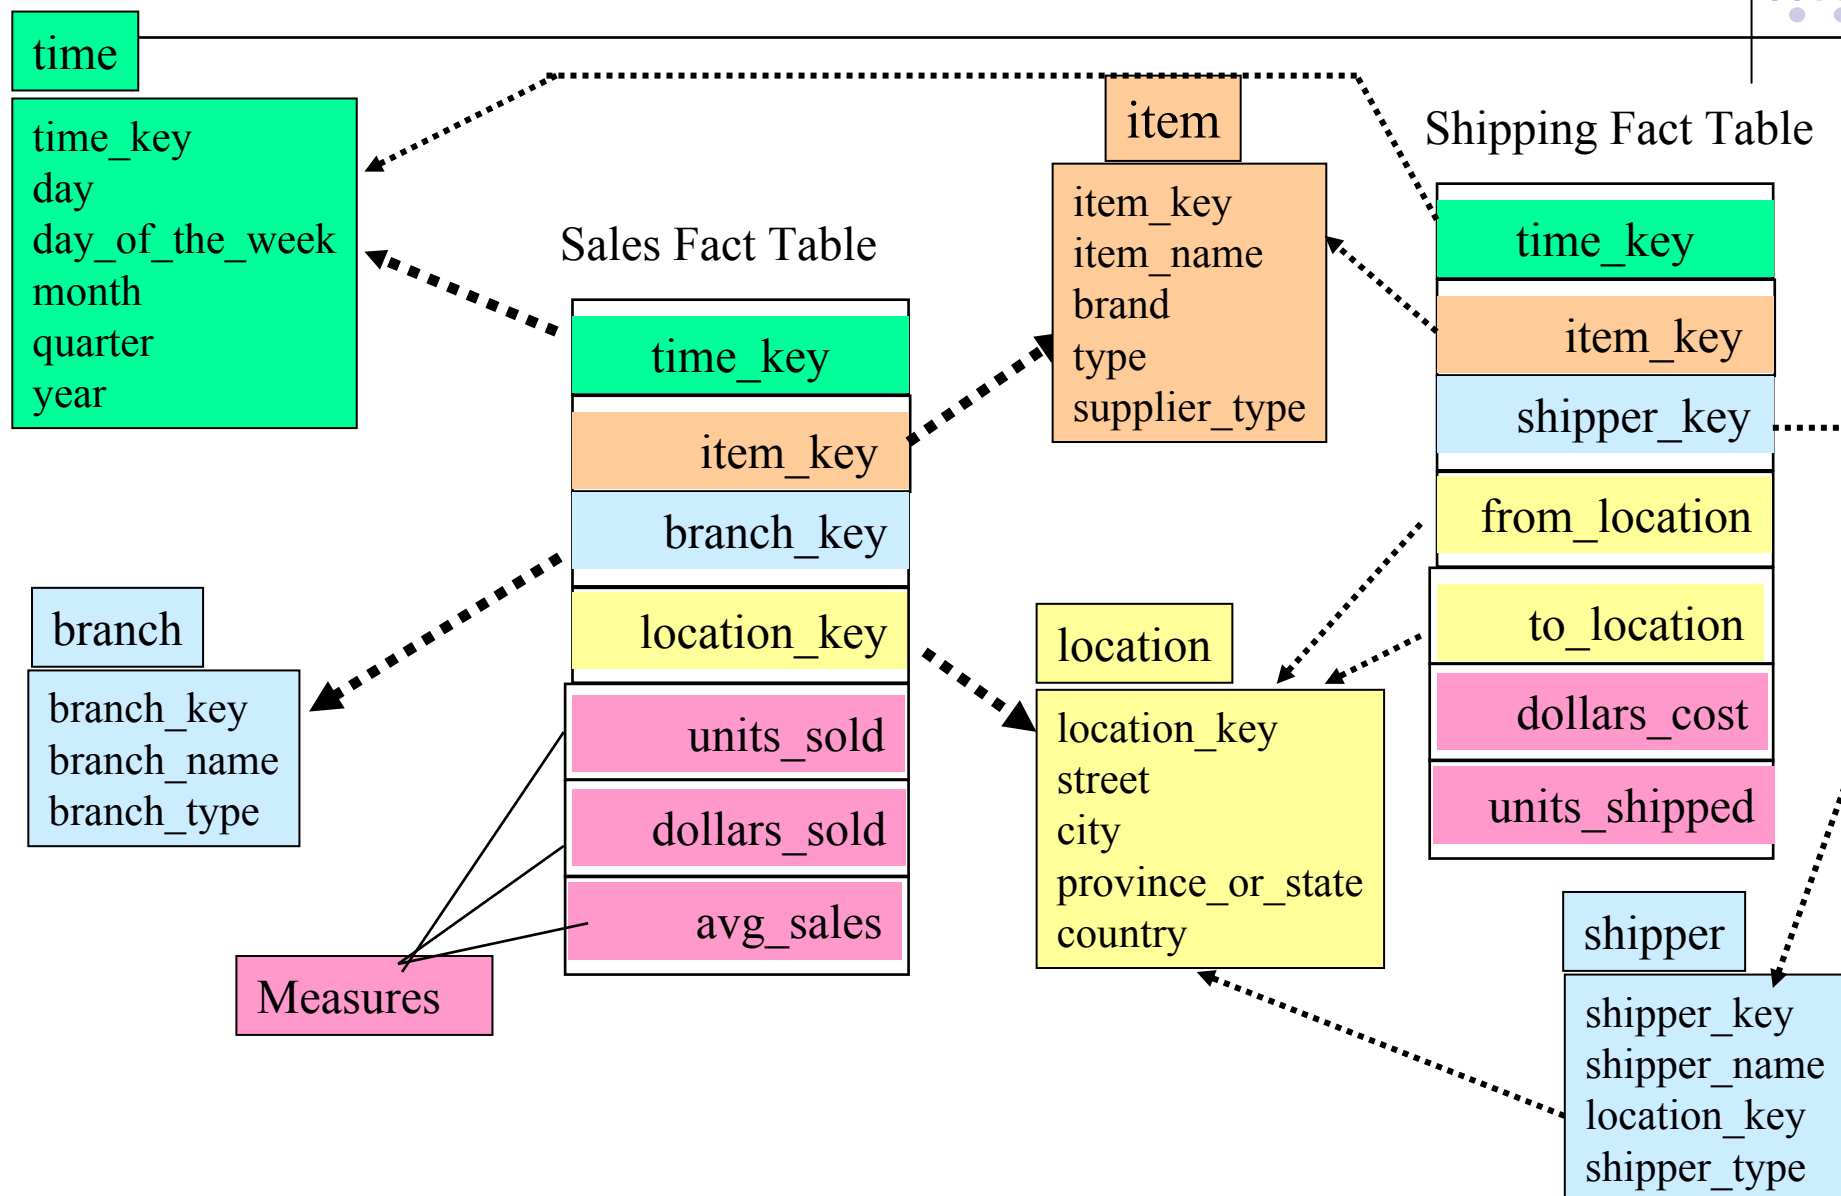 time
time_key
day
day_of_the_week
month
quarter
year
Sales Fact Table
time_key
item_key
branch_key
location_key
units_sold
dollars_sold
avg_sales
Measures
branch
branch_key
branch_name
branch_type
item
item_key
item_name
brand
type
supplier_type
location
location_key
street
city
province_or_state
country
Shipping Fact Table
time_key
item_key
shipper_key
from_location
to_location
dollars_cost
units_shipped
shipper
shipper_key
shipper_name
location_key
shipper_type